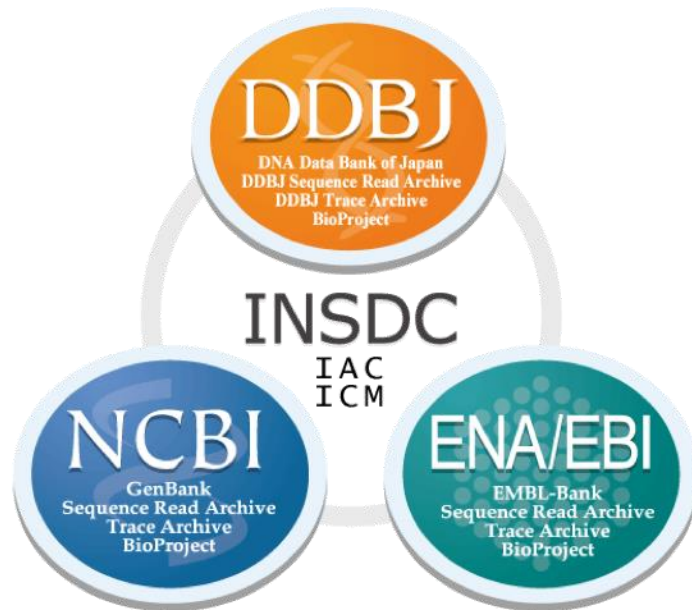 DDBJ
DNA Data Bank of Japan
DDBJ Sequence Read Archive
DDBJ Trace Archive
BioProject
INSDC
IAC
ICM
NCBI
GenBank
Sequence Read Archive
Trace Archive
BioProject
ENA/EBI
EMBL-Bank
Sequence Read Archive
Trace Archive
BioProject